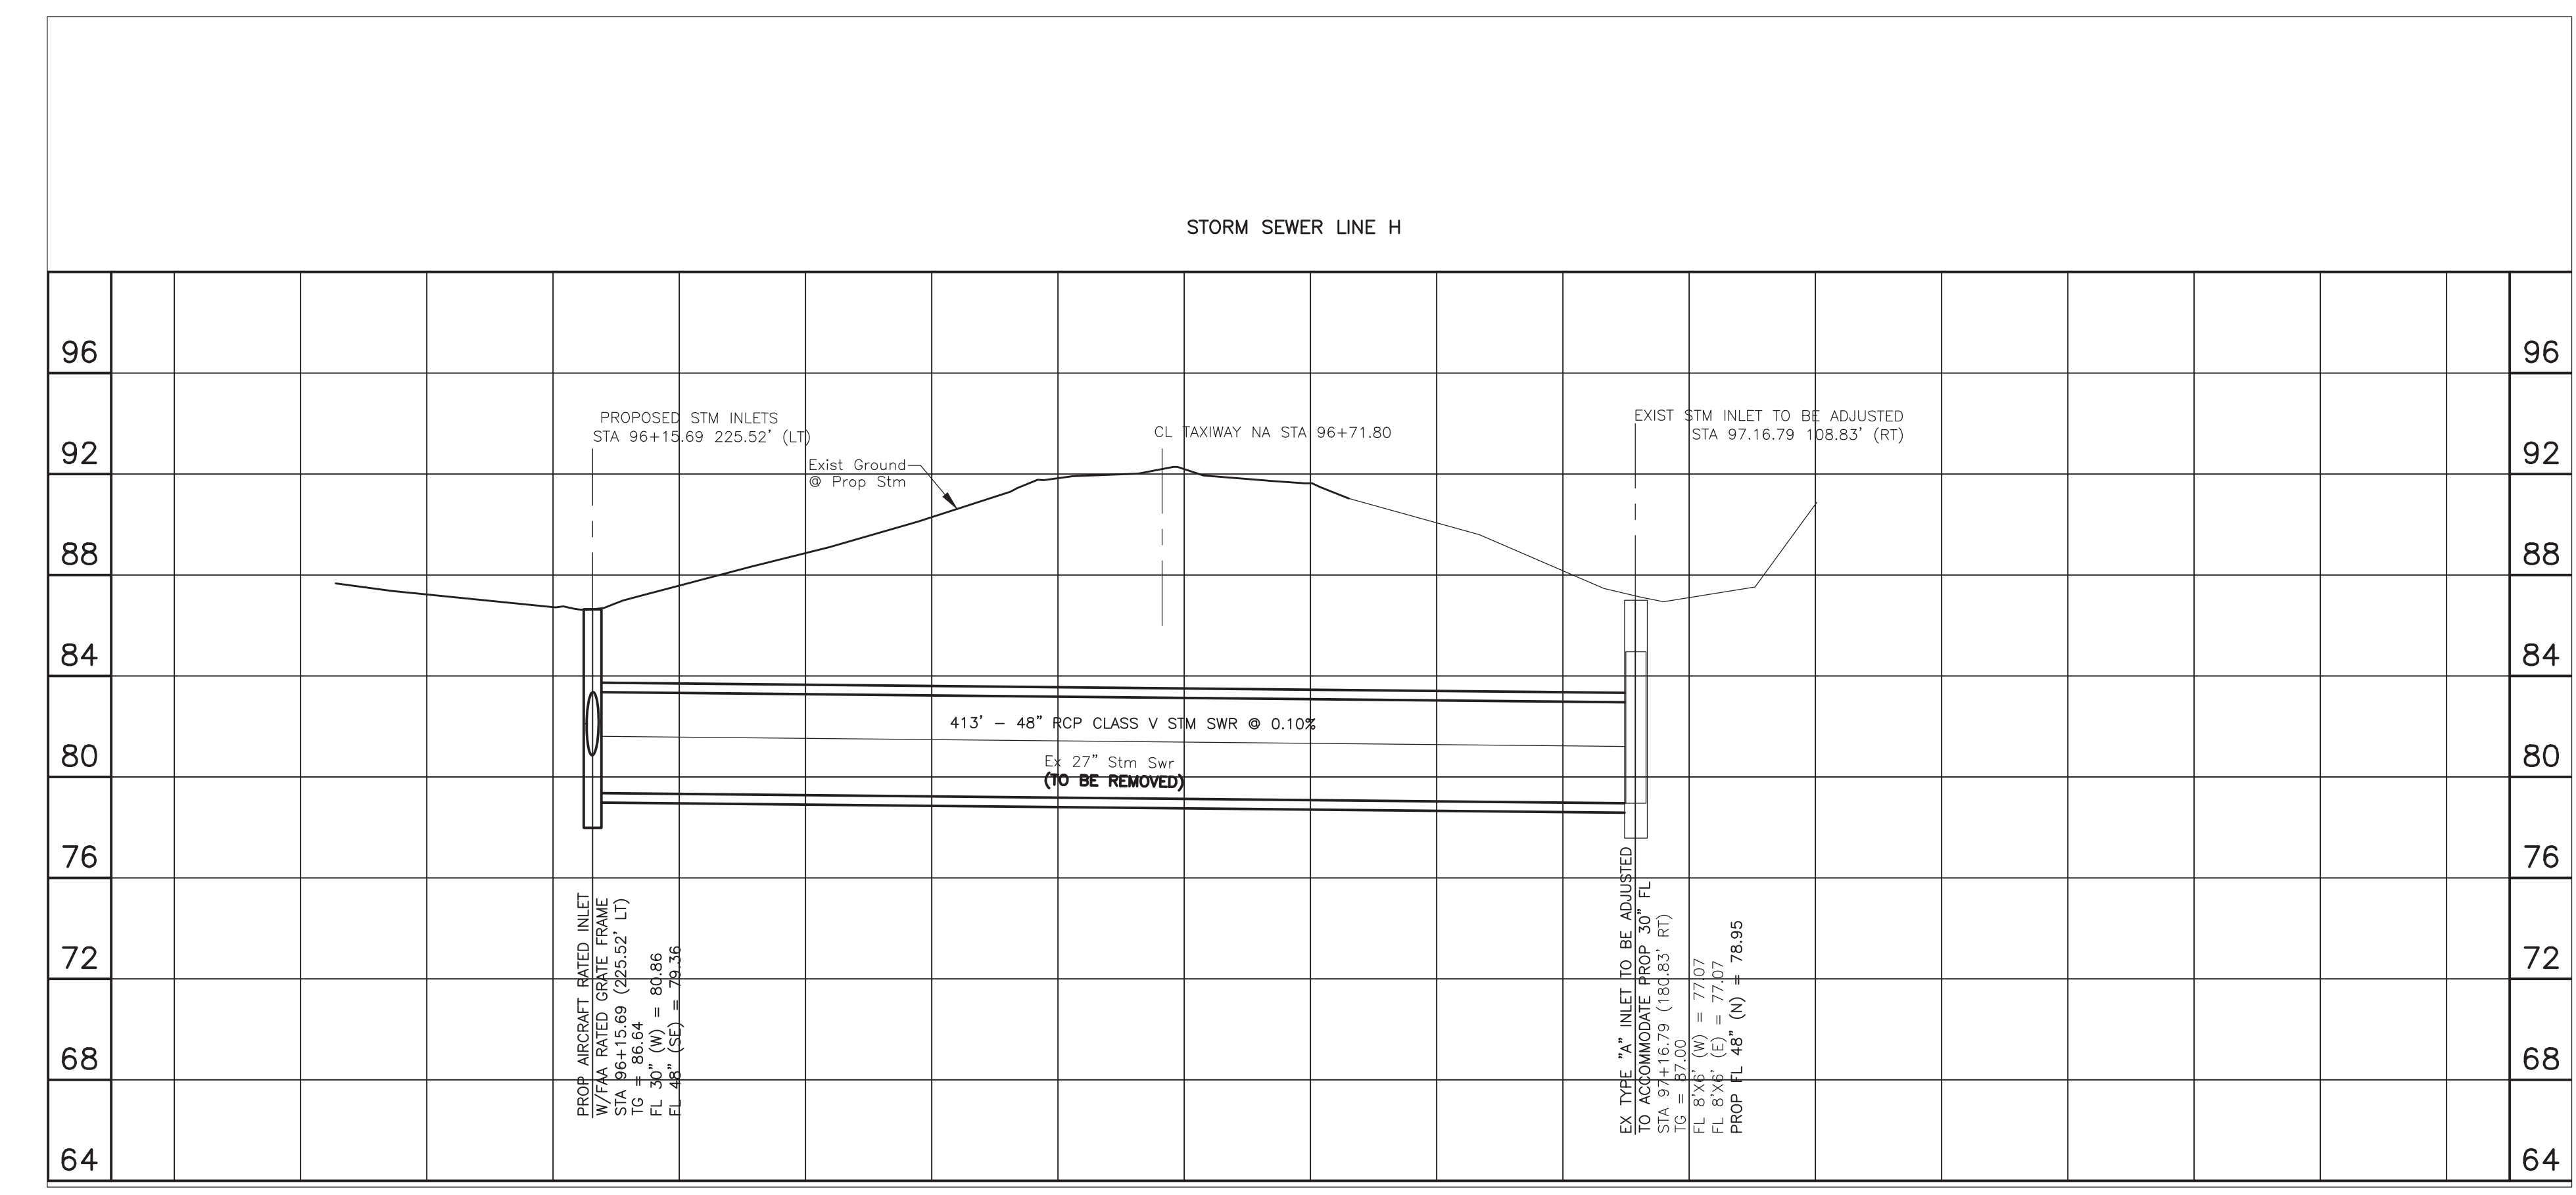 STORM SEWER LINE H
96
96
PROPOSED STM INLETS
STA 96+15.69 225.52' (LT)
CL TAXIWAY NA STA 96+71.80
EXIST STM INLET TO BE ADJUSTED
STA 97.16.79 108.83' (RT)
92
92
Exist Ground
@ Prop Stm
88
88
84
84
413' - 48" RCP CLASS V STM SWR @ 0.10%
80
80
Ex 27" Stm Swr
(TO BE REMOVED)
76
76
PROP AIRCRAFT RATED INLET
W/FAA RATED GRATE FRAME
STA 96+15.69 (225.52' LT)
TG = 86.64
FL 30" (W) = 80.86
FL 48" (SE) = 79.36
EX TYPE "A" INLET TO BE ADJUSTED
TO ACCOMMODATE PROP 30" FL
STA 97+16.79 (180.83' RT)
TG = 87.00
FL 8'X6' (W) = 77.07
FL 8'X6' (E) = 77.07
PROP FL 48" (N) = 78.95
72
72
68
68
64
64